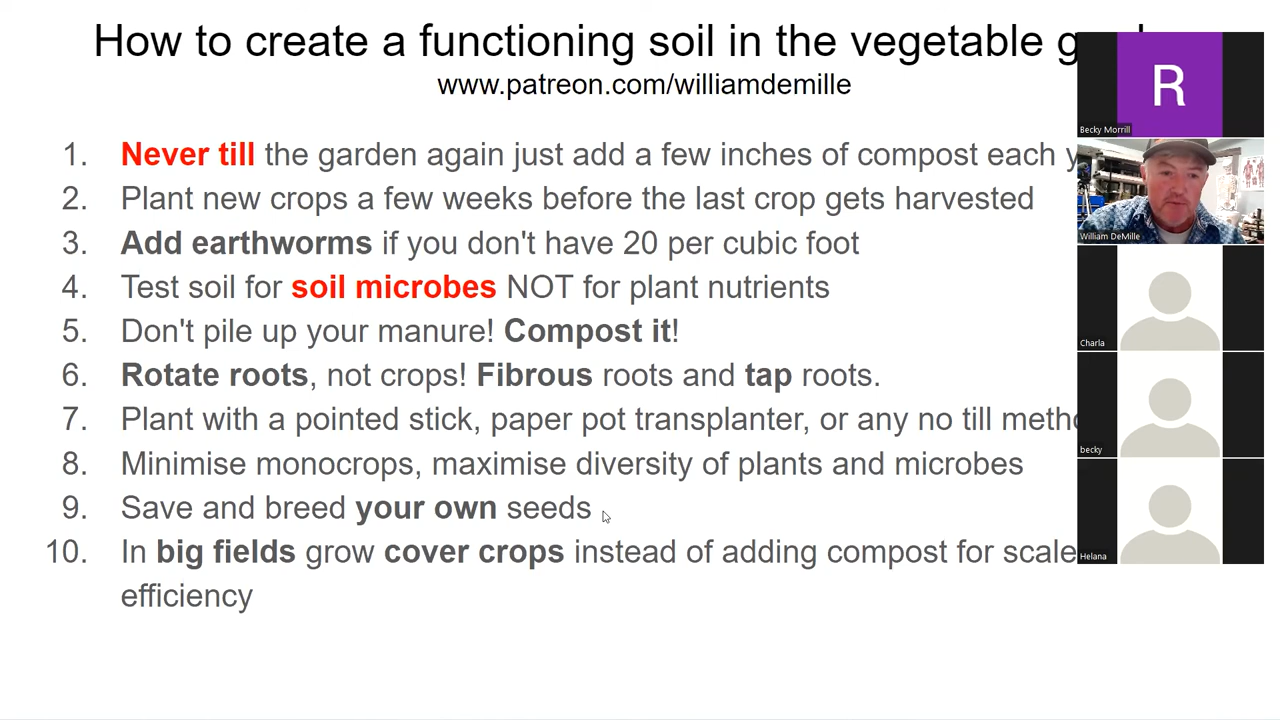 How to create a functioning soil in the vegetable
www.patreon.com/williamdemille
1. Never till the garden again just add a few inches of compost each
2. Plant new crops a few weeks before the last crop gets harvested
3. Add earthworms if you don't have 20 per cubic foot
4. Test soil for soil microbes NOT for plant nutrients
5. Don't pile up your manure! Compost it!
6. Rotate roots, not crops! Fibrous roots and tap roots.
7. Plant with a pointed stick, paper pot transplanter, or any no till
8. Minimise monocrops, maximise diversity of plants and microbes
9. Save and breed your own seeds
10. In big fields grow cover crops instead of adding compost for scale
efficiency
R
Becky Morrill
William DeMille
Charla
becky
Helana